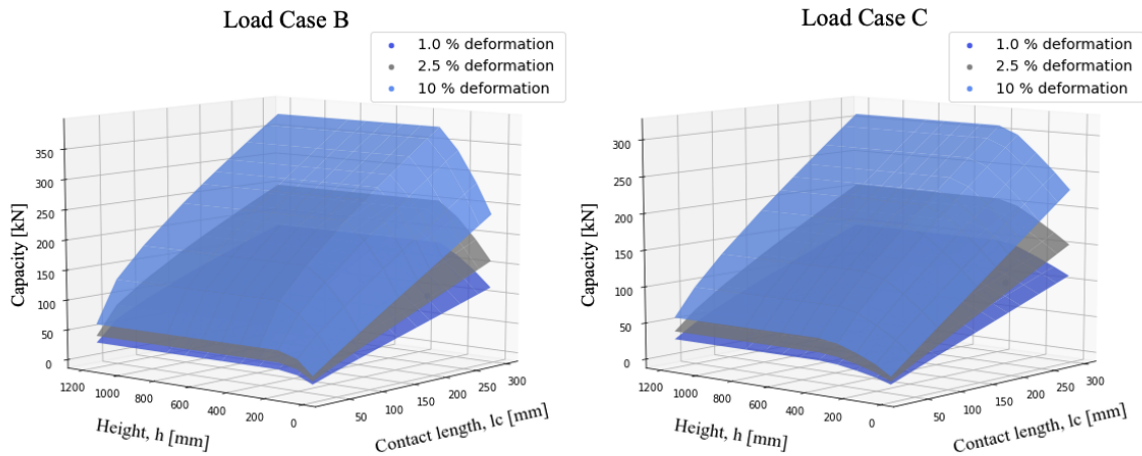 Load Case B
1.0 % deformation
2.5 % deformation
10 % deformation
Capacity [kN]
350
300
250
200
150
100
50
0
1200
1000
800
600
400
200
0
Height, h [mm]
50
100
150
200
250
300
Contact length, lc [mm]
Load Case C
1.0 % deformation
2.5 % deformation
10 % deformation
Capacity [kN]
300
250
200
150
100
50
0
1200
1000
800
600
400
200
0
Height, h [mm]
50
100
150
200
250
300
Contact length, lc [mm]